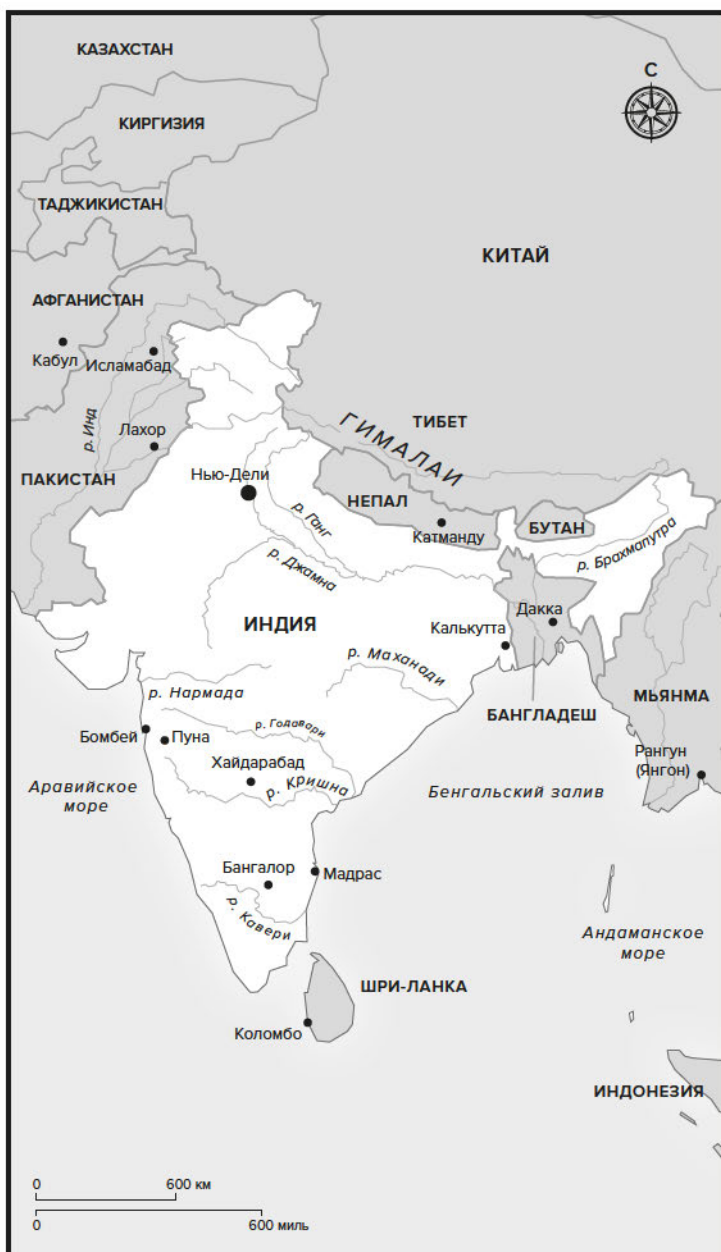 КАЗАХСТАН
С
КИРГИЗИЯ
ТАДЖИКИСТАН
КИТАЙ
АФГАНИСТАН
Кабул
Исламабад
р. Инд
Лахор
ТИБЕТ
ГИМАЛАИ
ПАКИСТАН
Нью-Дели
НЕПАЛ
Катманду
БУТАН
р. Ганг
р. Брахмапутра
р. Джамна
ИНДИЯ
Калькутта
Дакка
р. Маханади
р. Нармада
БАНГЛАДЕШ
МЬЯНМА
р. Годавари
Бомбей
Пуна
Хайдарабад
р. Кришна
Рангун
(Янгон)
Аравийское
море
Бенгальский залив
Бангалор
Мадрас
р. Кавери
Андаманское
море
ШРИ-ЛАНКА
Коломбо
ИНДОНЕЗИЯ
0 600 км
0 600 миль